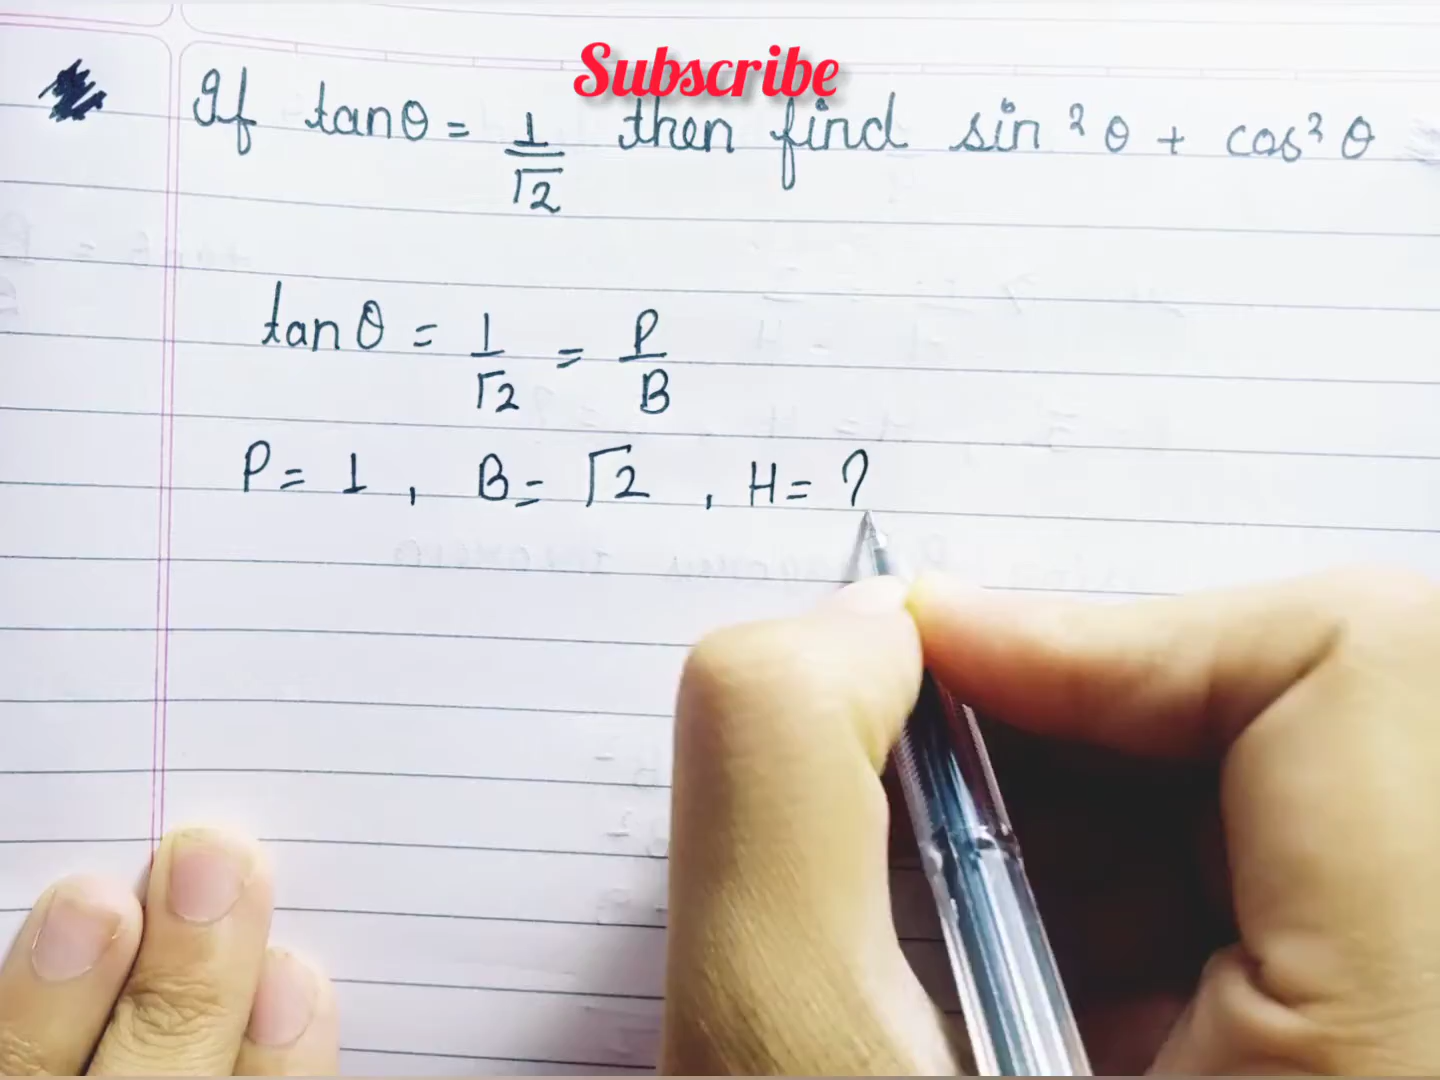 Subscribe
If tanθ = 1/√2 then find sin²θ + cos²θ
tanθ = 1/√2 = P/B
P = 1 , B = √2 , H = ?